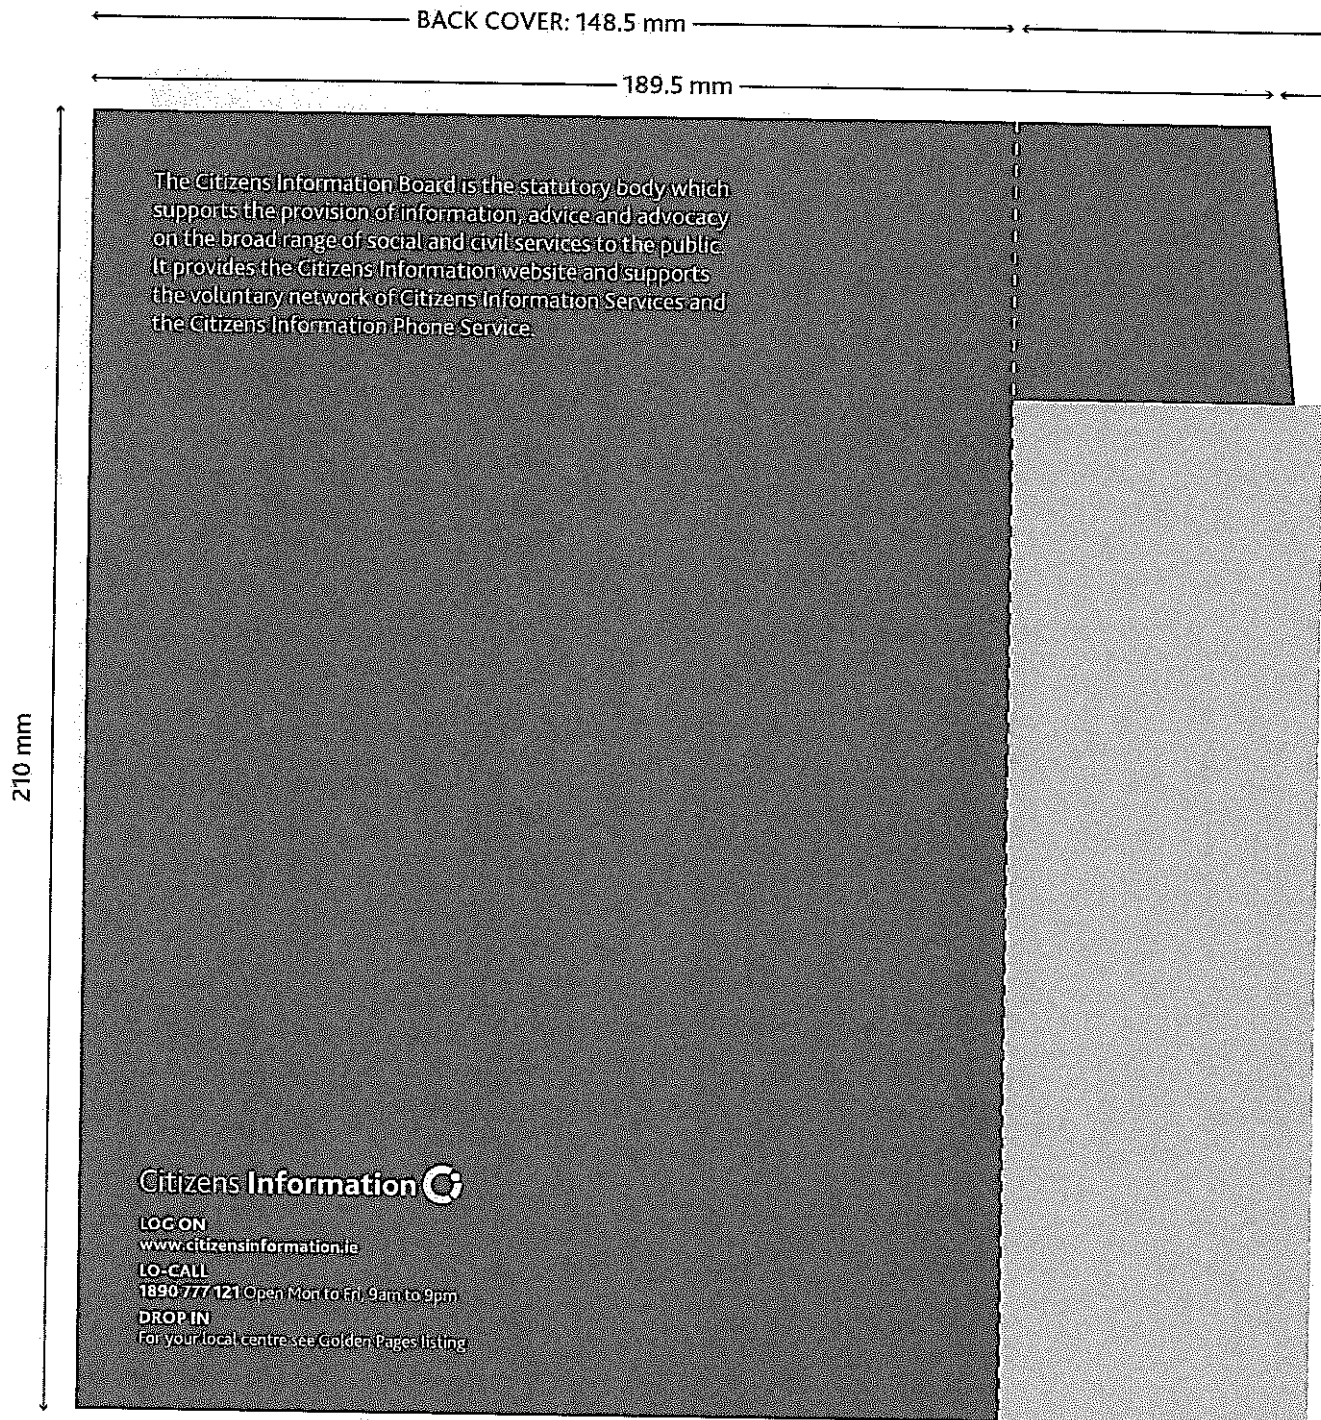 BACK COVER: 148.5 mm
189.5 mm
210 mm
The Citizens Information Board is the statutory body which
supports the provision of information, advice and advocacy
on the broad range of social and civil services to the public.
It provides the Citizens Information website and supports
the voluntary network of Citizens Information Services and
the Citizens Information Phone Service.
Citizens Information
LOG ON
www.citizensinformation.ie
LO-CALL
1890 777 121 Open Mon to Fri, 9am to 9pm
DROP IN
For your local centre see Golden Pages listing